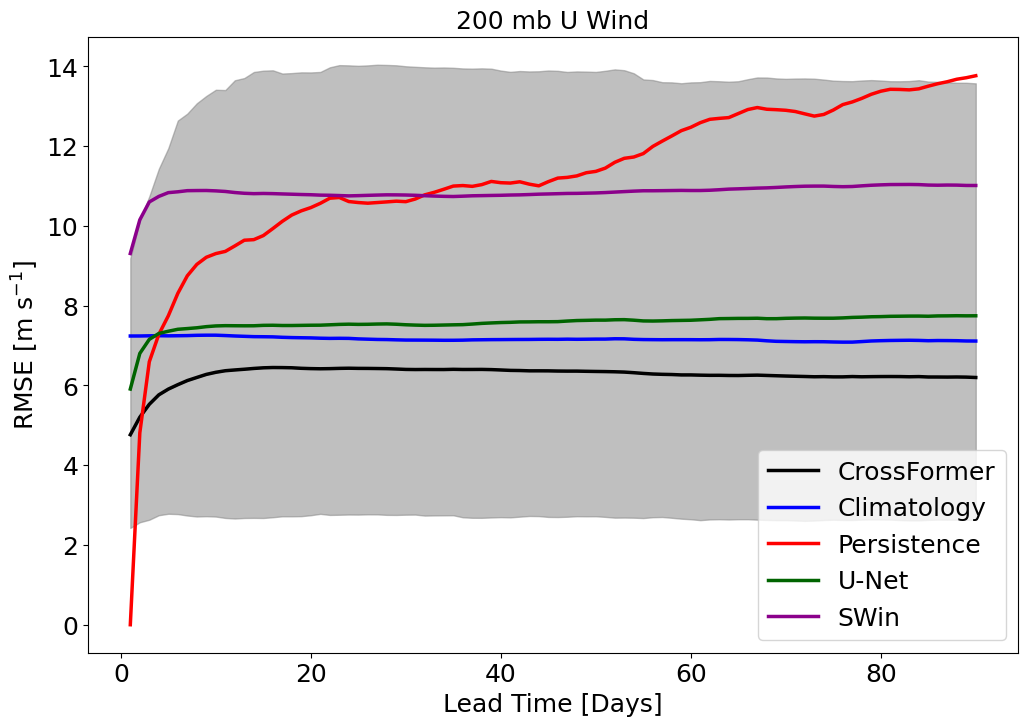 200 mb U Wind
RMSE [m s⁻¹]
14
12
10
8
6
4
2
0
0 20 40 60 80
Lead Time [Days]
CrossFormer
Climatology
Persistence
U-Net
SWin